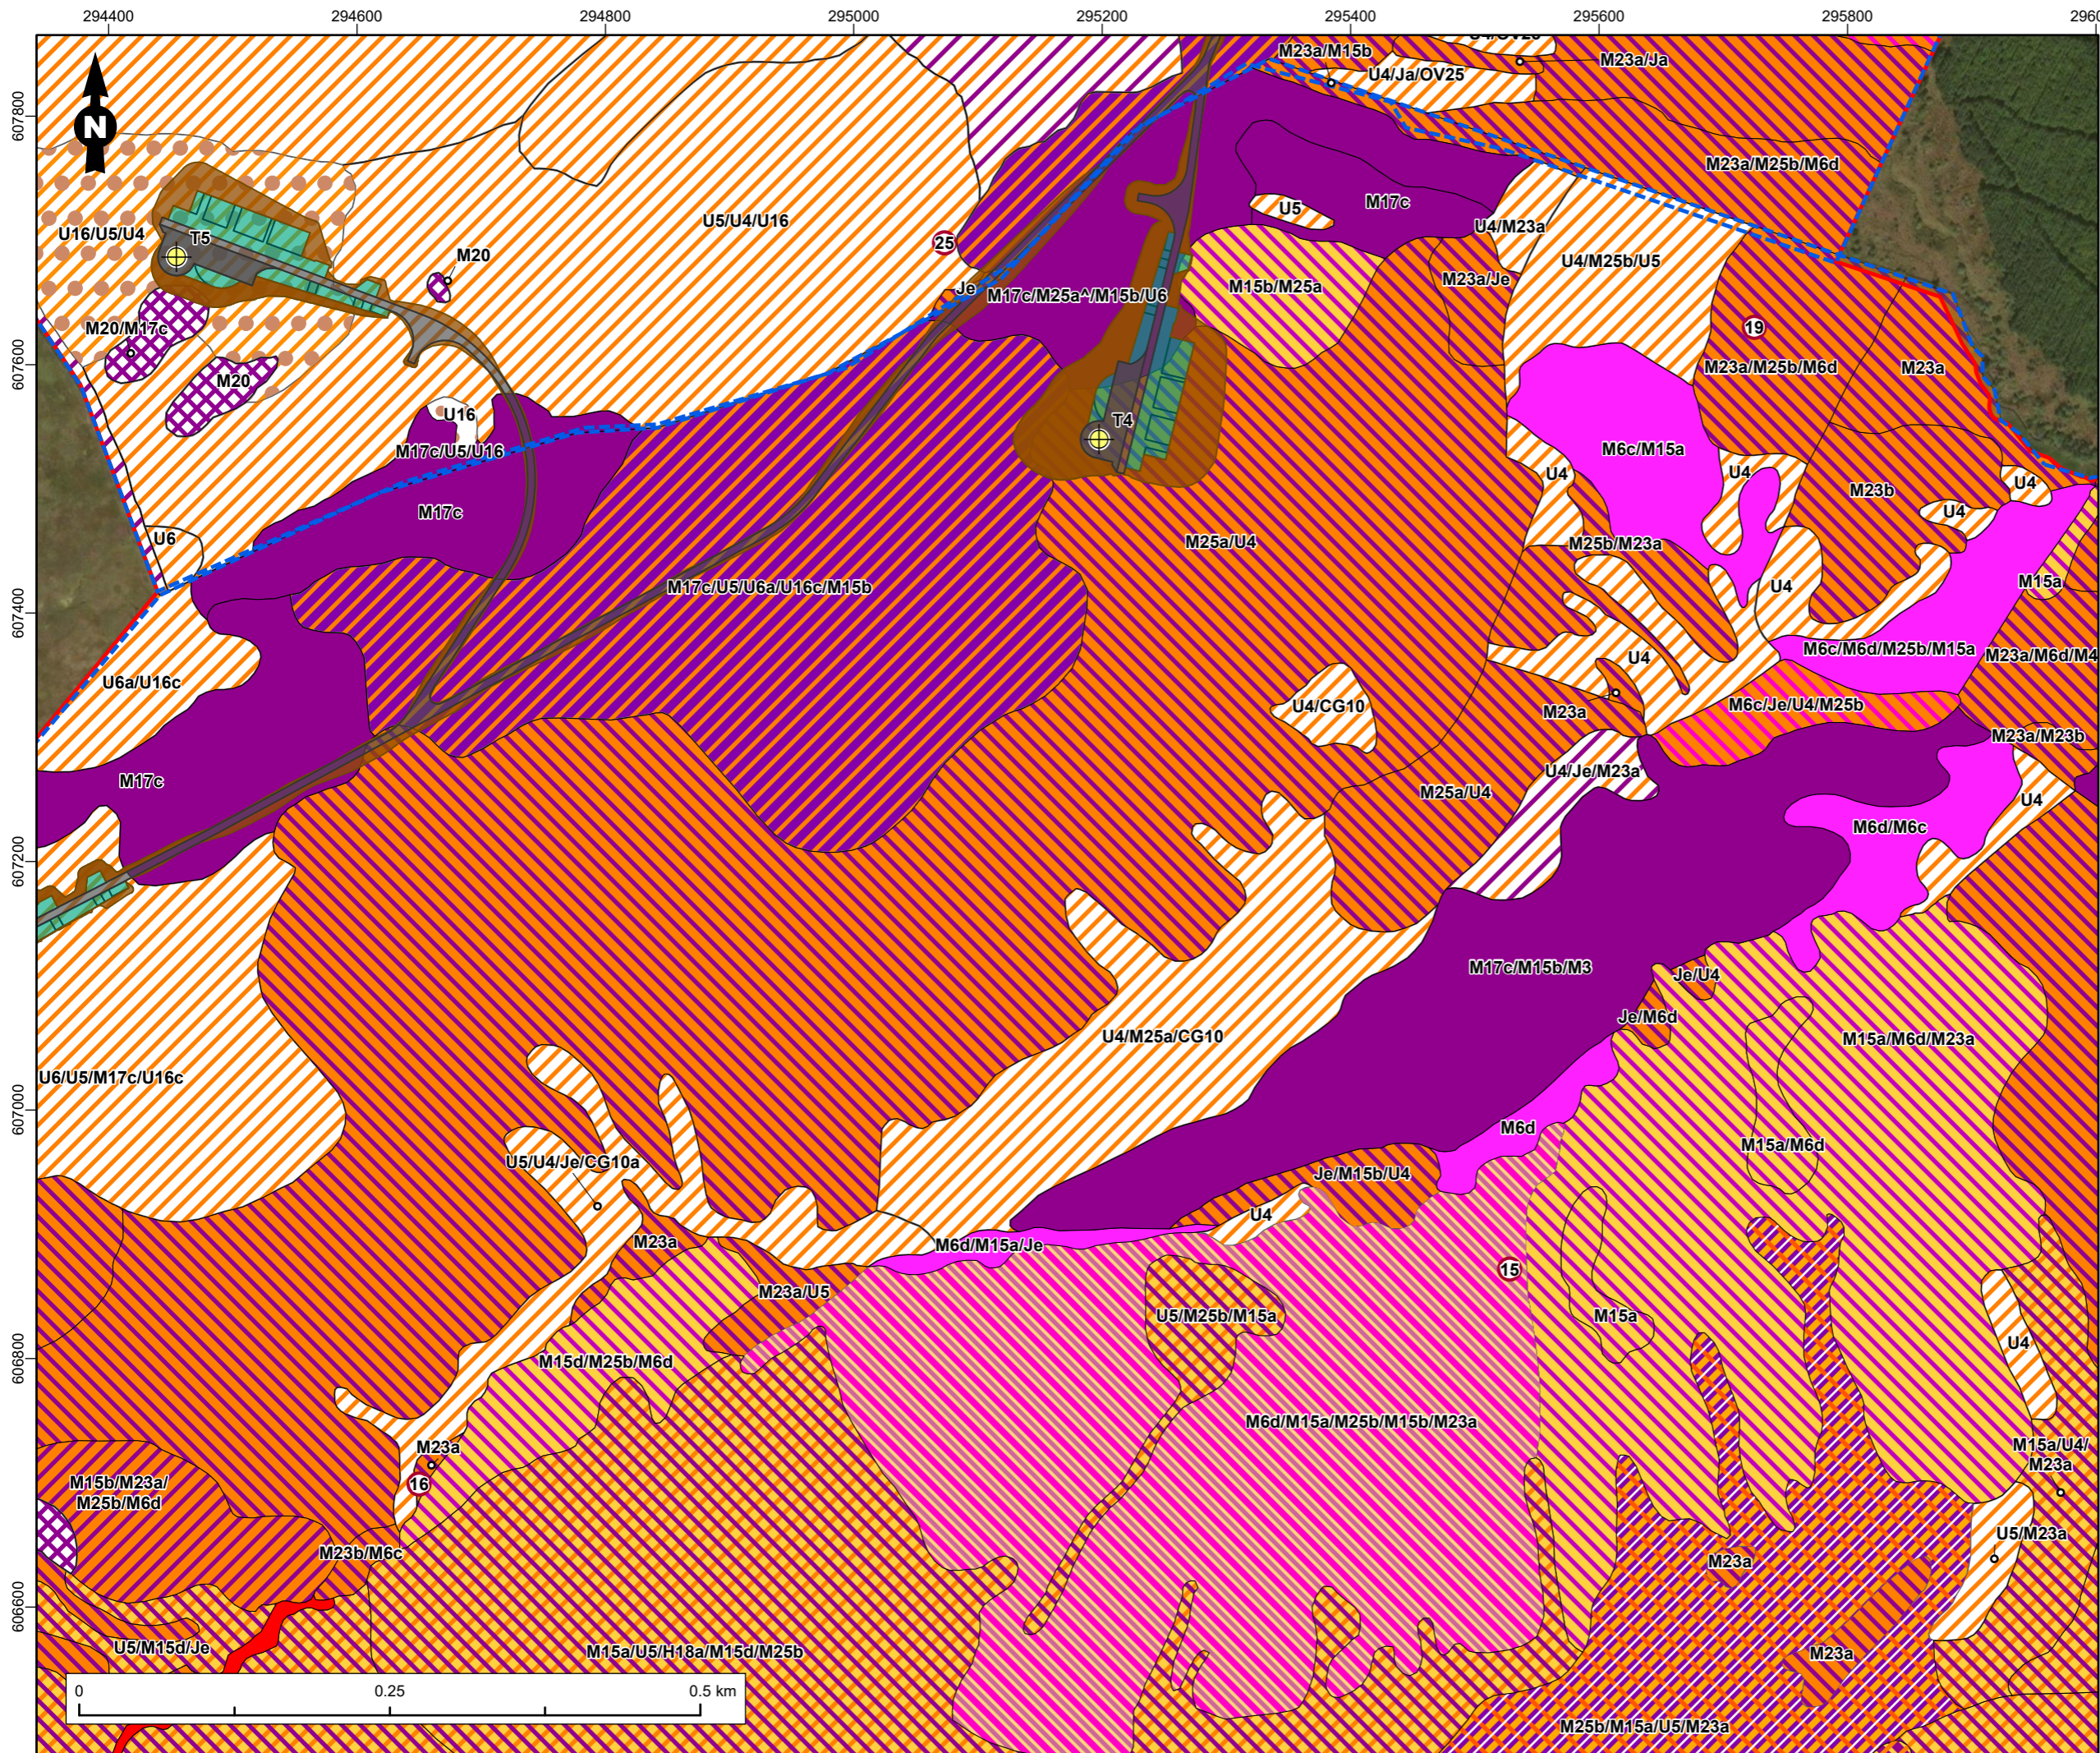 294400
294600
294800
295000
295200
295400
295600
295800
607800
607600
607400
607200
607000
606800
606600
N
M23a/M15b
U4/Ja/OV25
M23a/Ja
M23a/M25b/M6d
U16/U5/U4
T5
M20
U5/U4/U16
25
Je
M17c/M25a^/M15b/U6
U5
M17c
M15b/M25a
U4/M23a
M23a/Je
U4/M25b/U5
19
M23a/M25b/M6d
M23a
M20/M17c
M20
U16
M17c/U5/U16
M17c
U6
T4
M6c/M15a
U4
U4
M23b
U4
U4
M25a/U4
M25b/M23a
U4
M15a
M17c/U5/U6a/U16c/M15b
U6a/U16c
U4
M6c/M6d/M25b/M15a
M23a/M6d/M4
U4/CG10
M23a
M6c/Je/U4/M25b
M23a/M23b
M17c
U4/Je/M23a
M25a/U4
U4
M6d/M6c
M17c/M15b/M3
Je/U4
Je/M6d
M15a/M6d/M23a
U4/M25a/CG10
U6/U5/M17c/U16c
M6d
M15a/M6d
U5/U4/Je/CG10a
Je/M15b/U4
U4
M23a
M6d/M15a/Je
15
M23a/U5
U5/M25b/M15a
M15a
U4
M15d/M25b/M6d
M6d/M15a/M25b/M15b/M23a
M23a
16
M15a/U4/
M23a
M15b/M23a/
M25b/M6d
U5/M23a
M23b/M6c
M23a
U5/M15d/Je
M15a/U5/H18a/M15d/M25b
M23a
M25b/M15a/U5/M23a
0
0.25
0.5 km